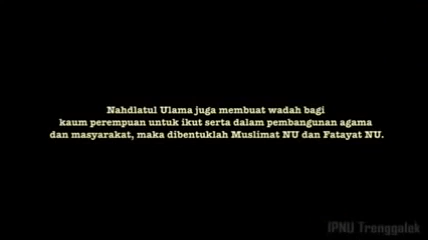 Nahdlatul Ulama juga membuat wadah bagi
kaum perempuan untuk ikut serta dalam pembangunan agama
dan masyarakat, maka dibentuklah Muslimat NU dan Fatayat NU.
IPNU Trenggalek